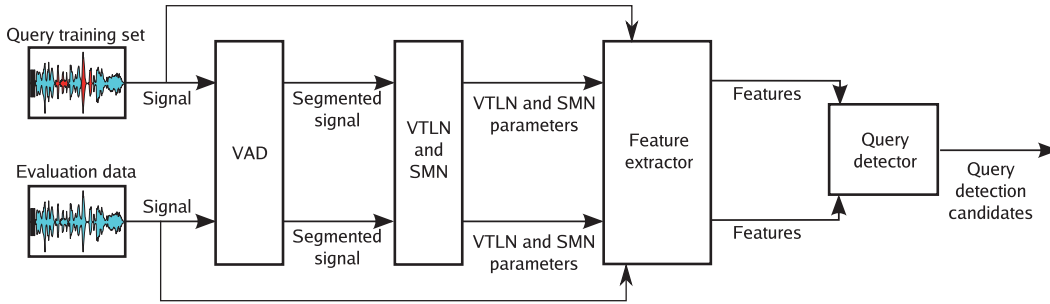 Query training set
Signal
VAD
Segmented
signal
VTLN
and
SMN
VTLN and SMN
parameters
Feature
extractor
Features
Query
detector
Query
detection
candidates
Evaluation data
Signal
Segmented
signal
VTLN and SMN
parameters
Features